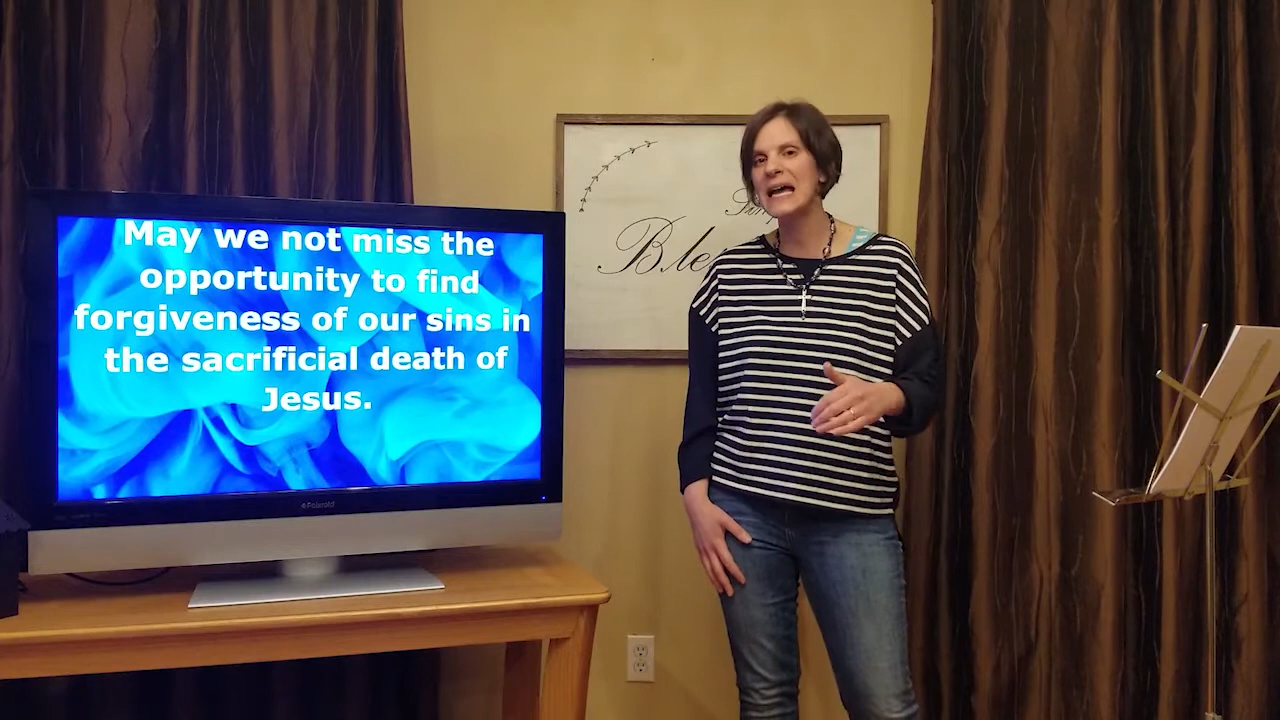 May we not miss the
opportunity to find
forgiveness of our sins in
the sacrificial death of
Jesus.
Polaroid